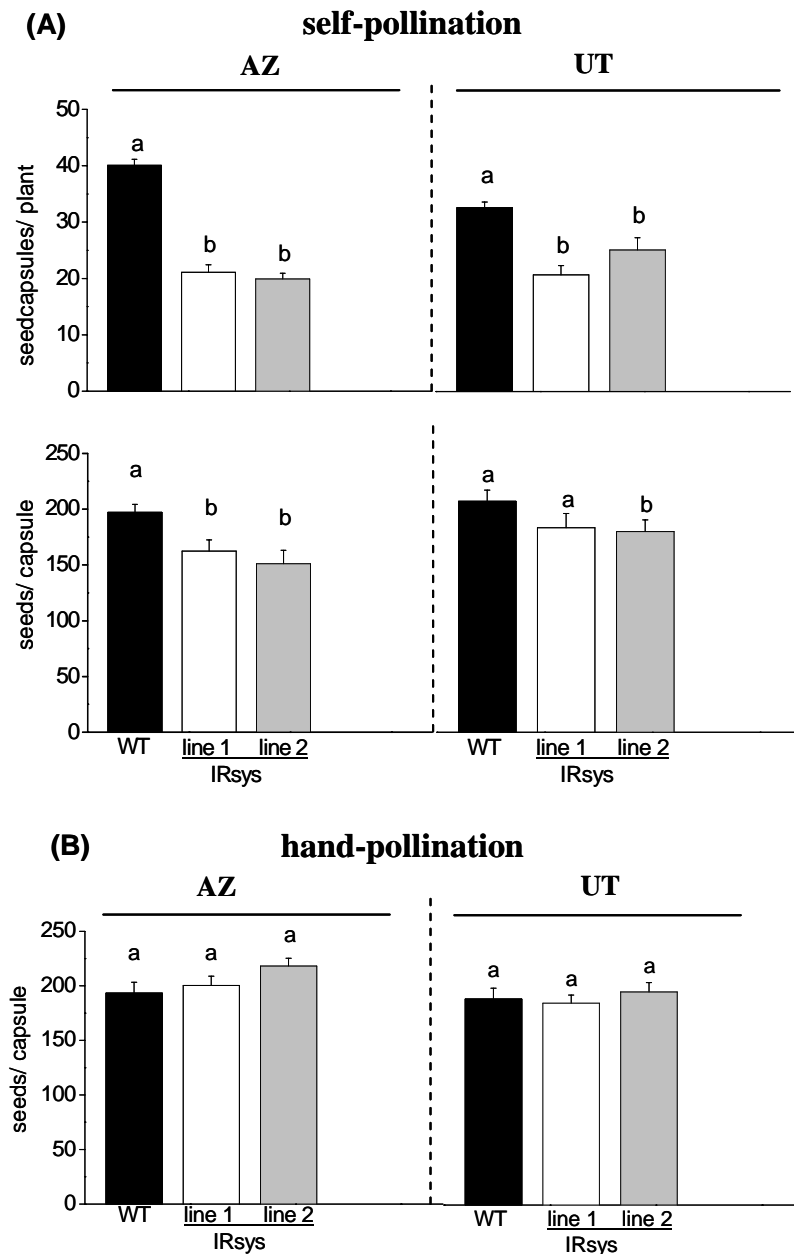 (A) self-pollination
AZ UT
50
40
30
20
10
0
seedcapsules/ plant
a b b a b b
250
200
150
100
50
0
seeds/ capsule
a b b a a b
WT line 1 line 2 WT line 1 line 2
IRsys IRsys
(B) hand-pollination
AZ UT
250
200
150
100
50
0
seeds/ capsule
a a a a a a
WT line 1 line 2 WT line 1 line 2
IRsys IRsys